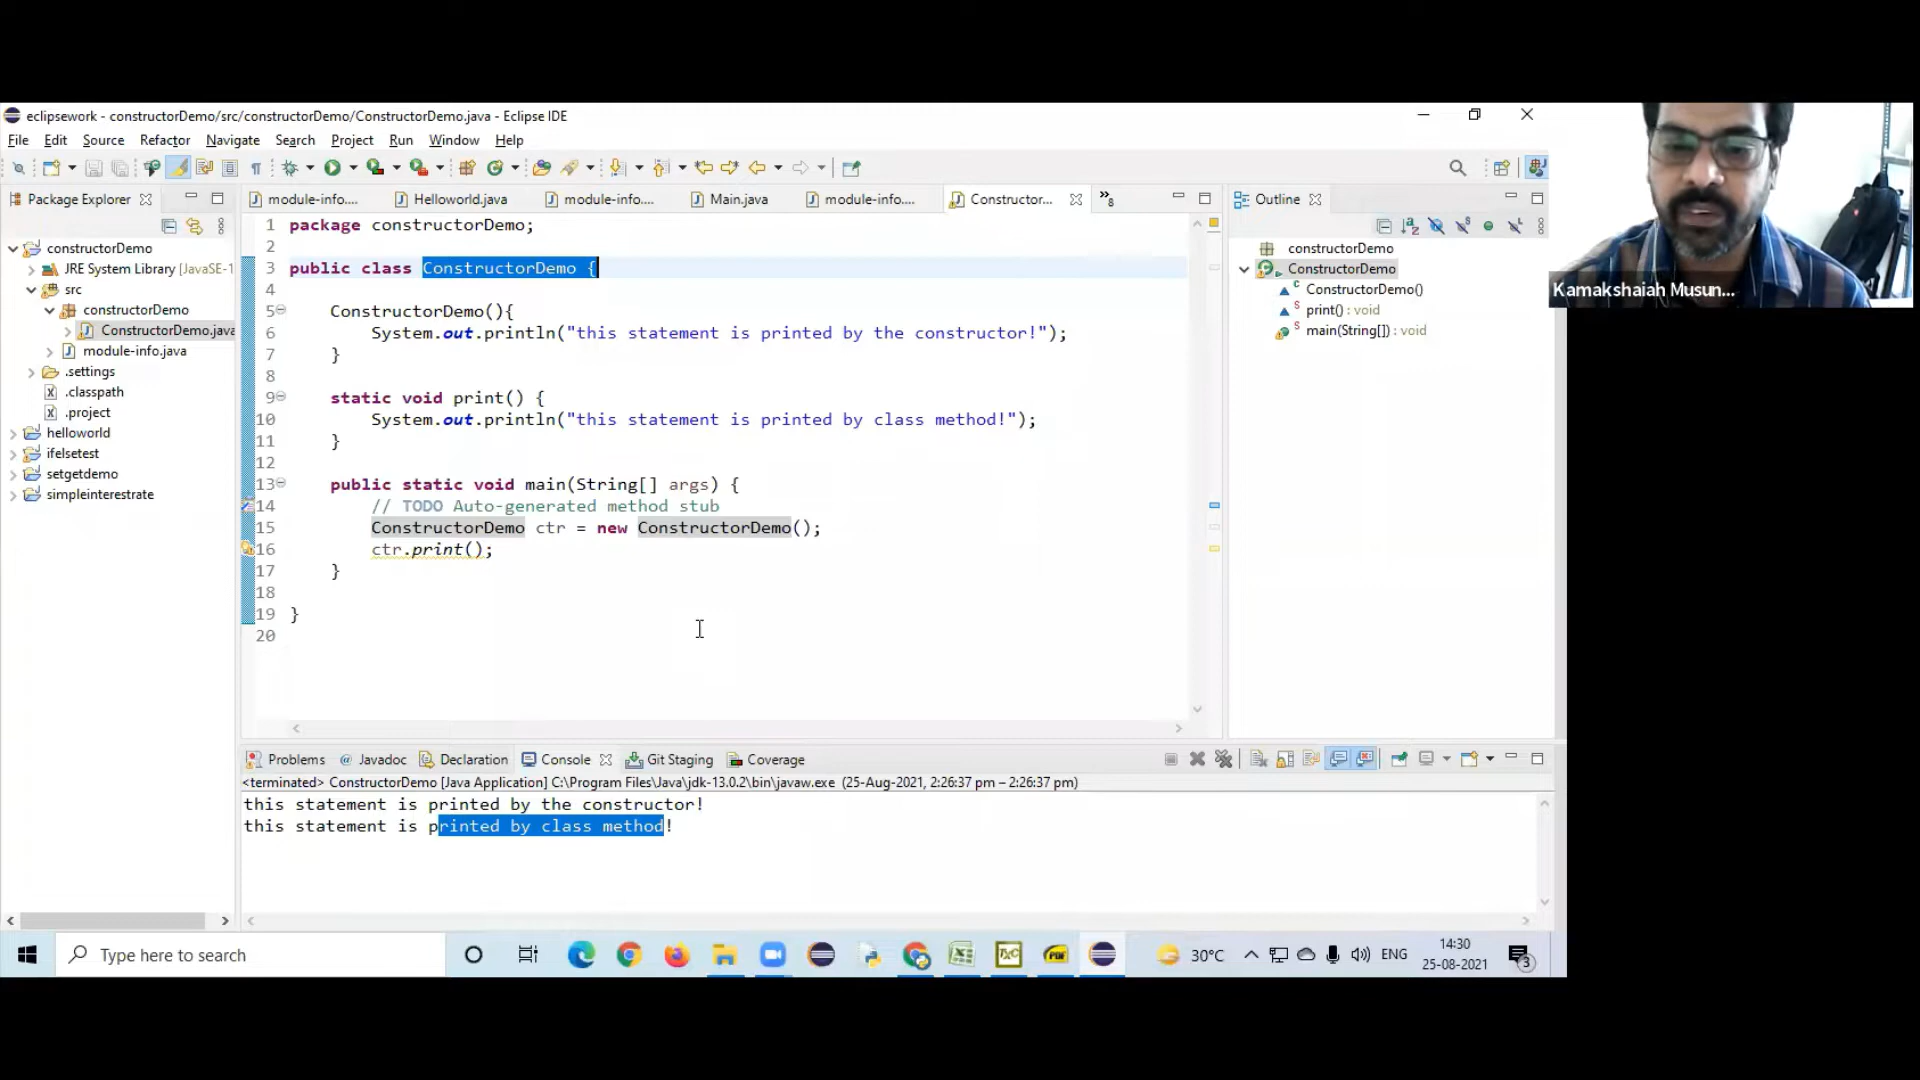 eclipsework - constructorDemo/src/constructorDemo/ConstructorDemo.java - Eclipse IDE
File Edit Source Refactor Navigate Search Project Run Window Help
Package Explorer
module-info....
Helloworld.java
module-info....
Main.java
module-info....
Constructor...
8
Outline
constructorDemo
JRE System Library [JavaSE-1
src
constructorDemo
ConstructorDemo.java
module-info.java
.settings
.classpath
.project
helloworld
ifelsetest
setgetdemo
simpleinterestrate
1 package constructorDemo;
2
3 public class ConstructorDemo {
4
5 ConstructorDemo(){
6 System.out.println("this statement is printed by the constructor!");
7 }
8
9 static void print() {
10 System.out.println("this statement is printed by class method!");
11 }
12
13 public static void main(String[] args) {
14 // TODO Auto-generated method stub
15 ConstructorDemo ctr = new ConstructorDemo();
16 ctr.print();
17 }
18
19 }
20
constructorDemo
ConstructorDemo
ConstructorDemo()
print() : void
main(String[]) : void
Kamakshaiah Musun...
Problems @ Javadoc Declaration Console Git Staging Coverage
<terminated> ConstructorDemo [Java Application] C:\Program Files\Java\jdk-13.0.2\bin\javaw.exe (25-Aug-2021, 2:26:37 pm – 2:26:37 pm)
this statement is printed by the constructor!
this statement is printed by class method!
Type here to search
30°C
ENG
14:30
25-08-2021
3